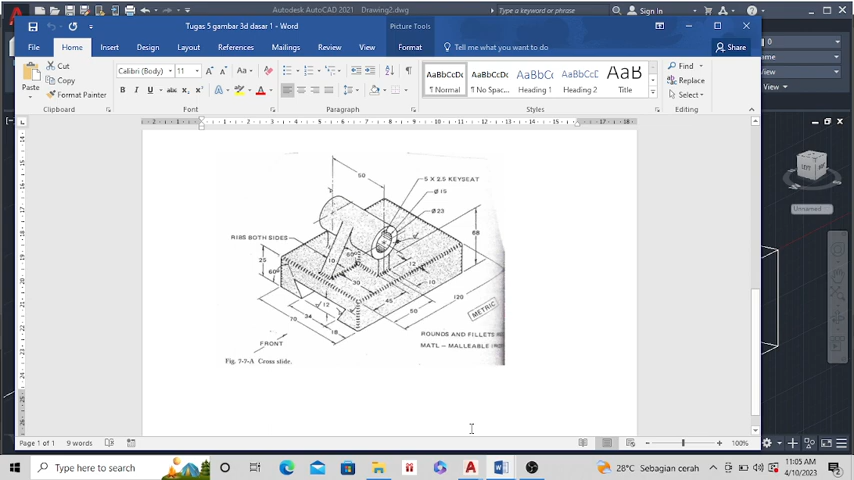 Autodesk AutoCAD 2021 Drawing2.dwg
Type a keyword or phrase
Sign In
Tugas 5 gambar 3d dasar 1 - Word
Picture Tools
File
Home
Insert
Design
Layout
References
Mailings
Review
View
Format
Tell me what you want to do
Share
Paste
Cut
Copy
Format Painter
Calibri (Body)
11
Clipboard
Font
Paragraph
AaBbCcDc
¶ Normal
AaBbCcDc
¶ No Spac...
AaBbCc
Heading 1
AaBbCcD
Heading 2
AaB
Title
Styles
Find
Replace
Select
Editing
50
5 X 2.5 KEYSEAT
Ø 15
Ø 23
R185 BOTH SIDES
68
25
60°
10
60°
12
10
30
12
45
50
120
34
70
18
METRIC
FRONT
ROUNDS AND FILLETS
MATL – MALLEABLE
Fig. 7-7-A Cross slide.
LEFT
Unnamed
View
Page 1 of 1
9 words
100%
Type here to search
28°C Sebagian cerah
11:05 AM
4/10/2023